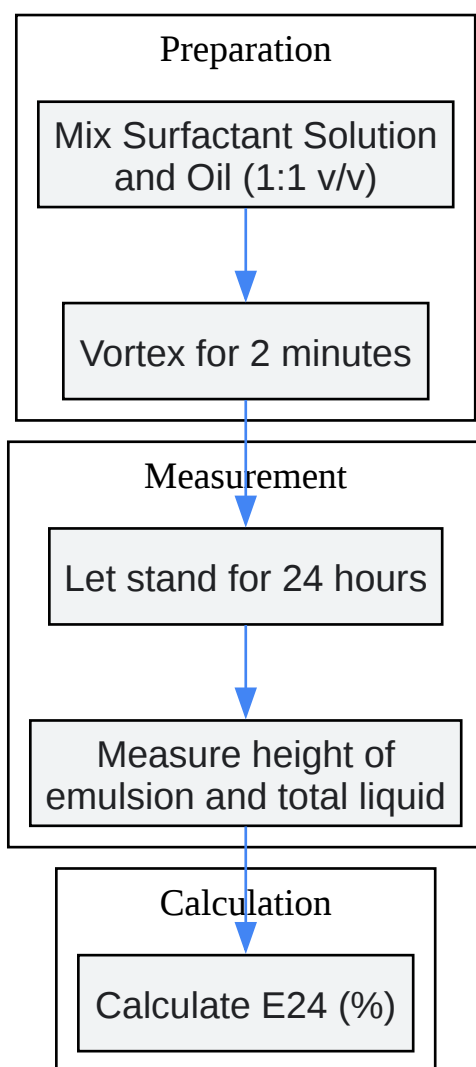 Preparation
Mix Surfactant Solution
and Oil (1:1 v/v)
Vortex for 2 minutes
Measurement
Let stand for 24 hours
Measure height of
emulsion and total liquid
Calculation
Calculate E24 (%)